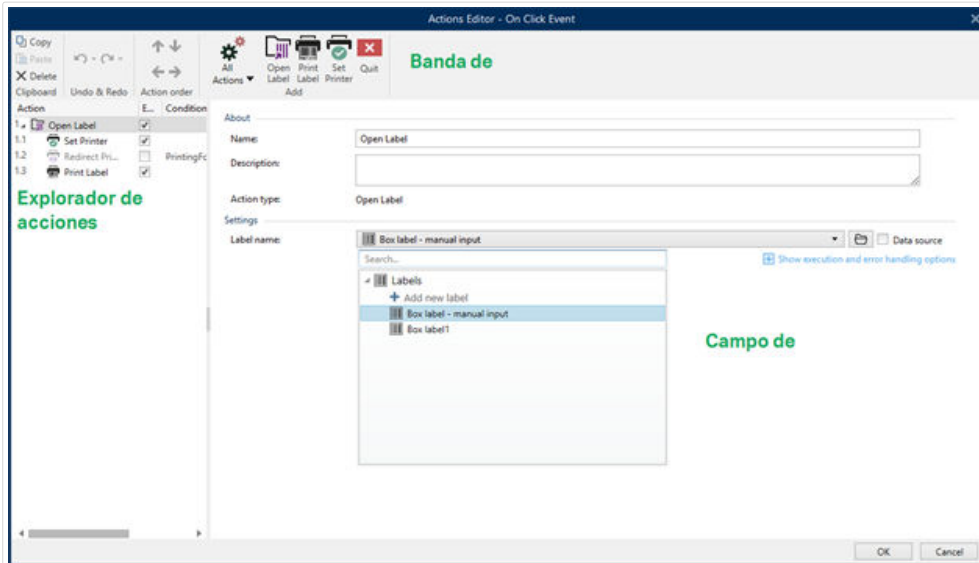 Actions Editor - On Click Event
Copy
Paste
Delete
Clipboard
Undo & Redo
Action order
All
Actions
Open
Label
Print
Label
Set
Printer
Quit
Add
Banda de
Action E... Condition
1 Open Label
1.1 Set Printer
1.2 Redirect Pri... PrintingFc
1.3 Print Label
Explorador de
acciones
About
Name: Open Label
Description:
Action type: Open Label
Settings
Label name: Box label - manual input Data source
Search...
Show execution and error handling options
Labels
Add new label
Box label - manual input
Box label1
Campo de
OK Cancel